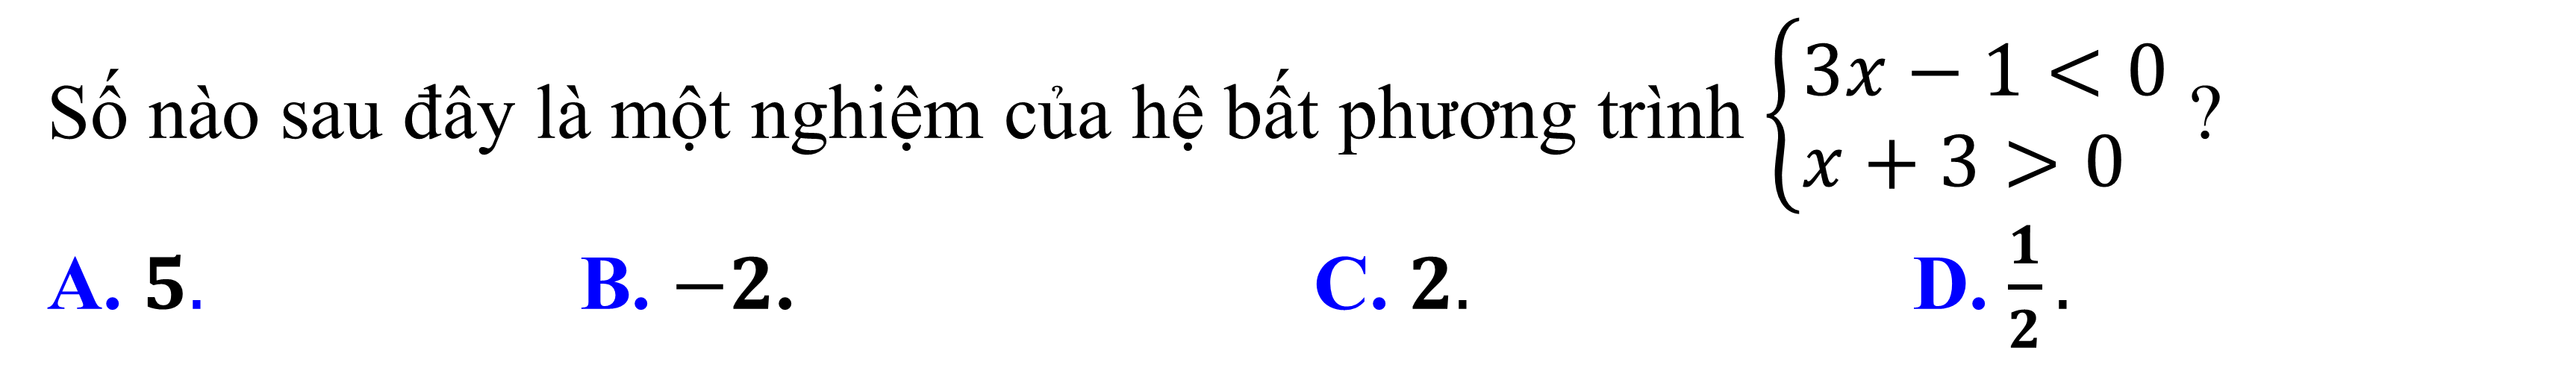 Số nào sau đây là một nghiệm của hệ bất phương trình {3x − 1 < 0
x + 3 > 0 ?
A. 5. B. −2. C. 2. D. 1/2.